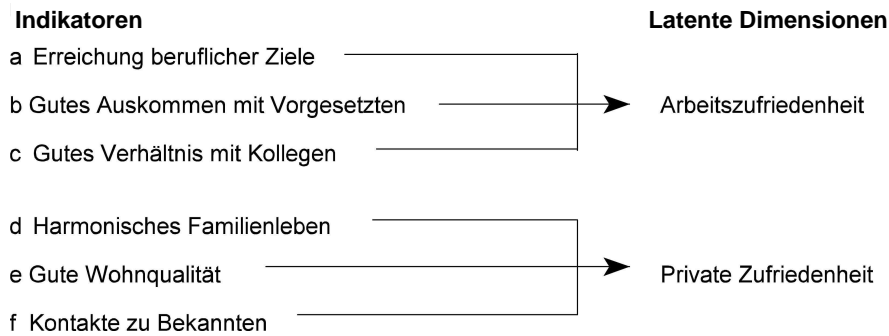 Indikatoren Latente Dimensionen
a Erreichung beruflicher Ziele
b Gutes Auskommen mit Vorgesetzten Arbeitszufriedenheit
c Gutes Verhältnis mit Kollegen
d Harmonisches Familienleben
e Gute Wohnqualität Private Zufriedenheit
f Kontakte zu Bekannten